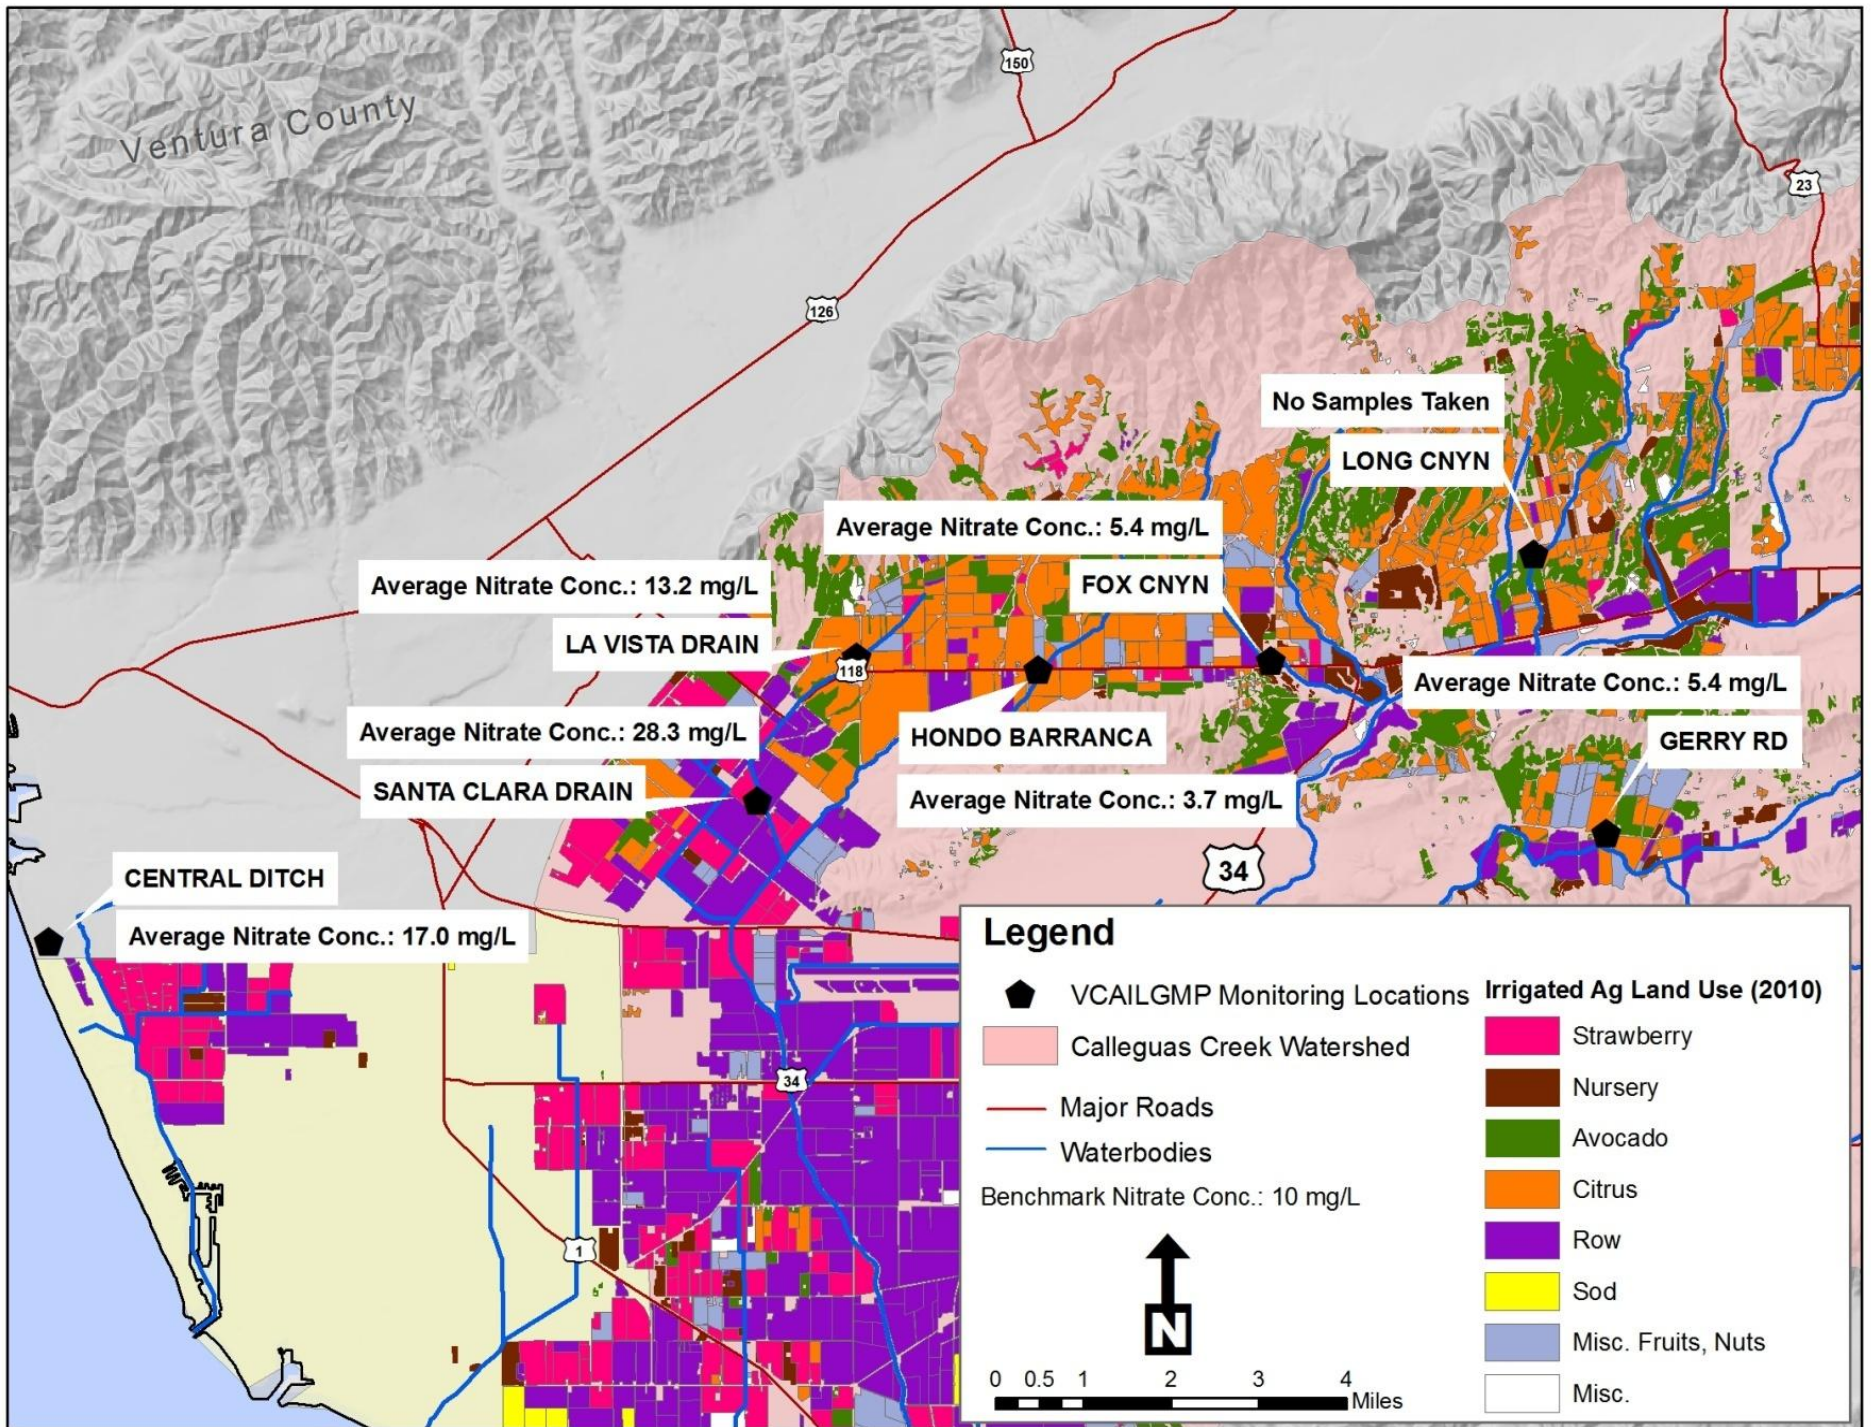 Ventura County
150
23
126
No Samples Taken
LONG CNYN
Average Nitrate Conc.: 5.4 mg/L
FOX CNYN
Average Nitrate Conc.: 13.2 mg/L
LA VISTA DRAIN
118
Average Nitrate Conc.: 5.4 mg/L
GERRY RD
Average Nitrate Conc.: 28.3 mg/L
SANTA CLARA DRAIN
HONDO BARRANCA
Average Nitrate Conc.: 3.7 mg/L
34
CENTRAL DITCH
Average Nitrate Conc.: 17.0 mg/L
34
1
Legend
VCAILGMP Monitoring Locations
Calleguas Creek Watershed
Major Roads
Waterbodies
Benchmark Nitrate Conc.: 10 mg/L
N
0 0.5 1 2 3 4 Miles
Irrigated Ag Land Use (2010)
Strawberry
Nursery
Avocado
Citrus
Row
Sod
Misc. Fruits, Nuts
Misc.